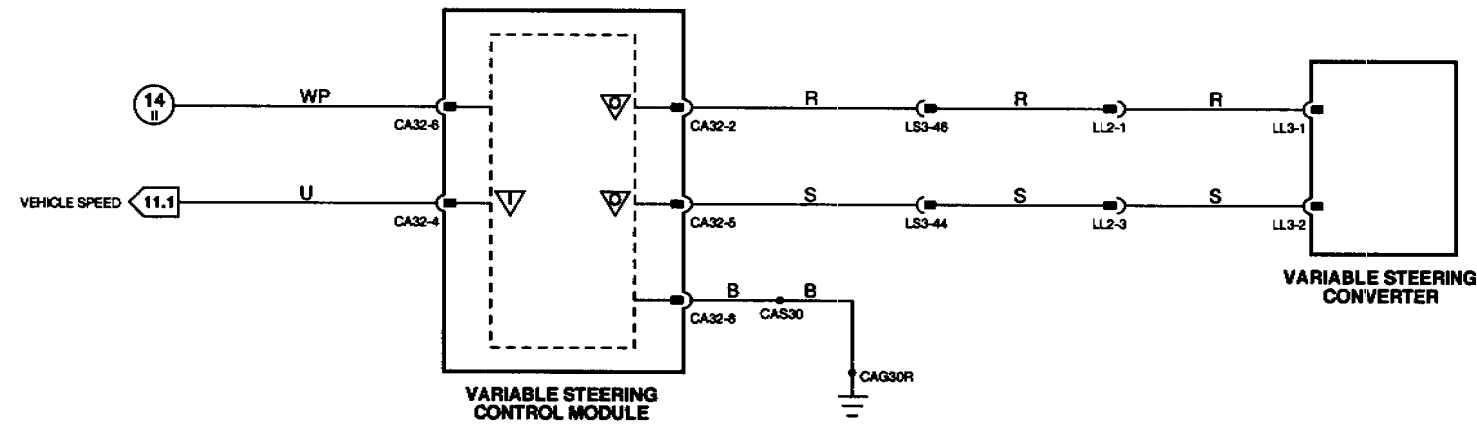 14
II
WP
CA32-6
CA32-2
R
LS3-46
R
LL2-1
R
LL3-1
VEHICLE SPEED
11.1
U
CA32-4
I
O
O
CA32-5
S
LS3-44
S
LL2-3
S
LL3-2
B
B
CA32-8
CAS30
CAG30R
VARIABLE STEERING
CONTROL MODULE
VARIABLE STEERING
CONVERTER